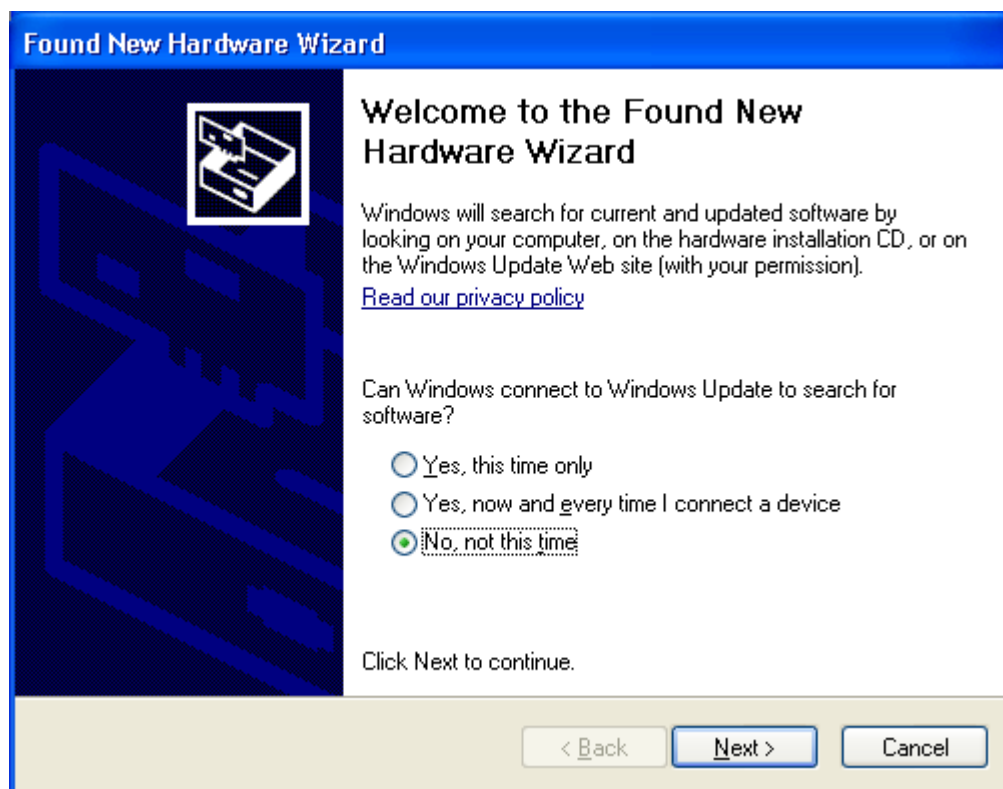 Found New Hardware Wizard
Welcome to the Found New
Hardware Wizard
Windows will search for current and updated software by
looking on your computer, on the hardware installation CD, or on
the Windows Update Web site (with your permission).
Read our privacy policy
Can Windows connect to Windows Update to search for
software?
Yes, this time only
Yes, now and every time I connect a device
No, not this time
Click Next to continue.
< Back Next > Cancel